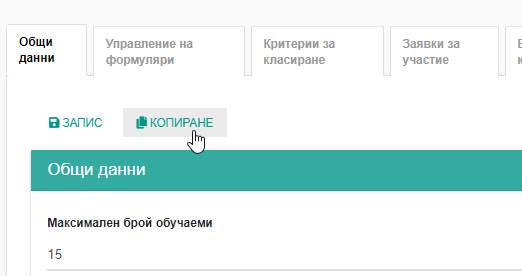 Общи
данни
Управление на
формуляри
Критерии за
класиране
Заявки за
участие
ЗАПИС
КОПИРАНЕ
Общи данни
Максимален брой обучаеми
15